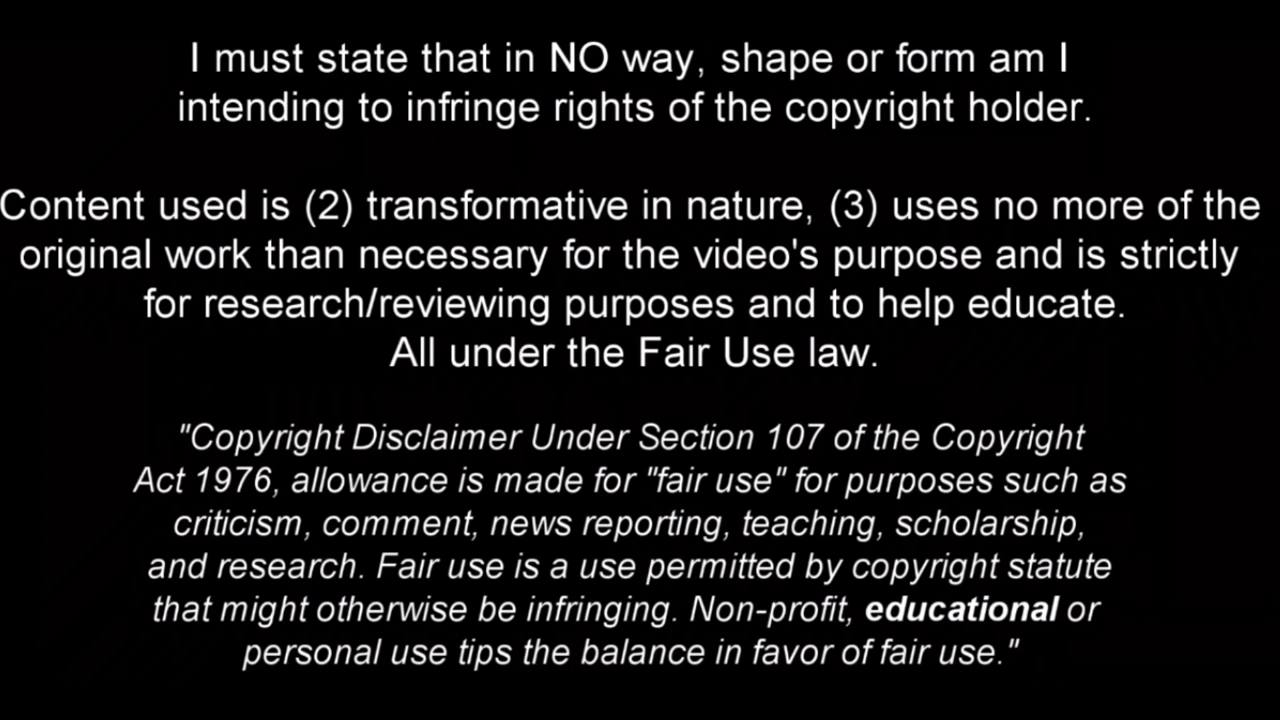 I must state that in NO way, shape or form am I
intending to infringe rights of the copyright holder.
Content used is (2) transformative in nature, (3) uses no more of the
original work than necessary for the video's purpose and is strictly
for research/reviewing purposes and to help educate.
All under the Fair Use law.
"Copyright Disclaimer Under Section 107 of the Copyright
Act 1976, allowance is made for "fair use" for purposes such as
criticism, comment, news reporting, teaching, scholarship,
and research. Fair use is a use permitted by copyright statute
that might otherwise be infringing. Non-profit, educational or
personal use tips the balance in favor of fair use."